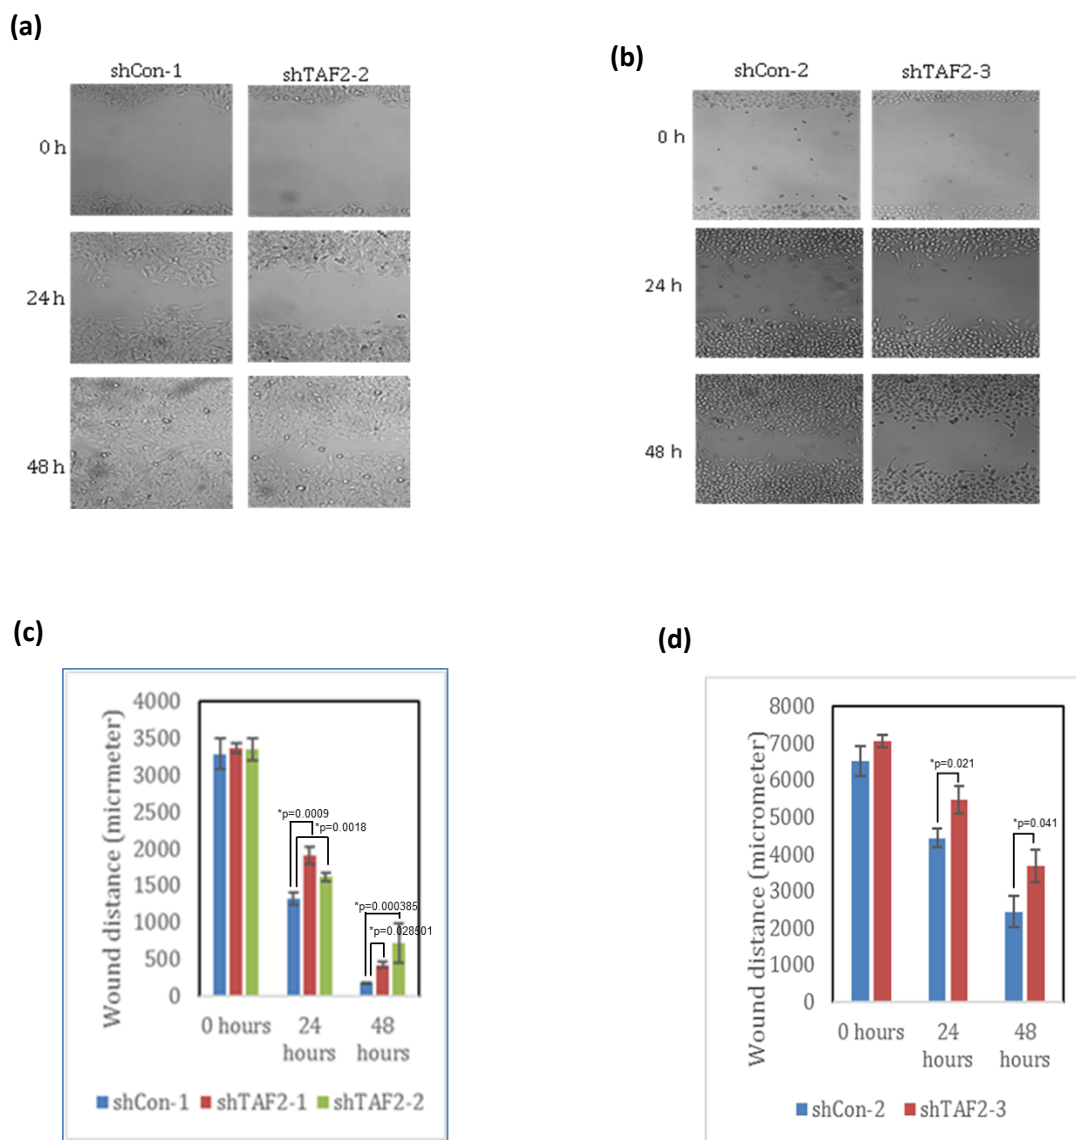 (a)
shCon-1 shTAF2-2
0 h
24 h
48 h
(b)
shCon-2 shTAF2-3
0 h
24 h
48 h
(c)
Wound distance (micrmeter)
4000
3500
3000
2500
2000
1500
1000
500
0
*p=0.0009
*p=0.0018
*p=0.000385
*p=0.028501
0 hours 24 hours 48 hours
shCon-1 shTAF2-1 shTAF2-2
(d)
Wound distance (micrometer)
8000
7000
6000
5000
4000
3000
2000
1000
0
*p=0.021
*p=0.041
0 hours 24 hours 48 hours
shCon-2 shTAF2-3